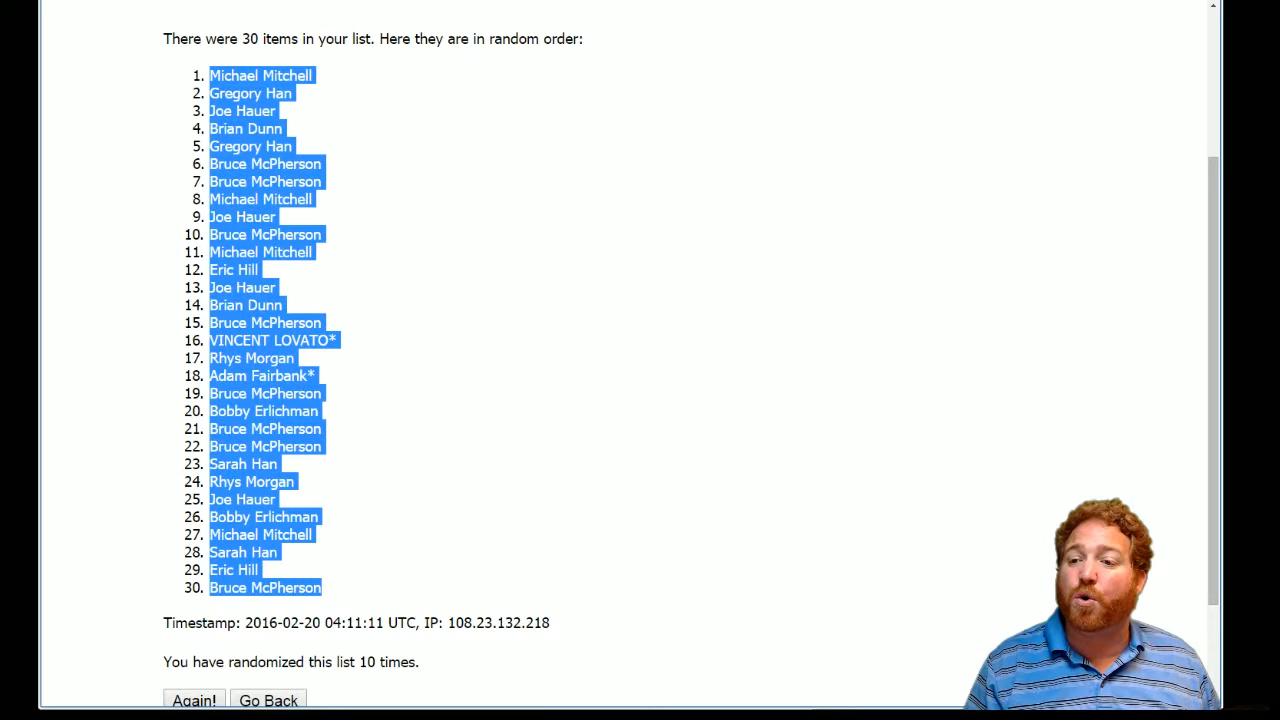 There were 30 items in your list. Here they are in random order:
1. Michael Mitchell
2. Gregory Han
3. Joe Hauer
4. Brian Dunn
5. Gregory Han
6. Bruce McPherson
7. Bruce McPherson
8. Michael Mitchell
9. Joe Hauer
10. Bruce McPherson
11. Michael Mitchell
12. Eric Hill
13. Joe Hauer
14. Brian Dunn
15. Bruce McPherson
16. VINCENT LOVATO*
17. Rhys Morgan
18. Adam Fairbank*
19. Bruce McPherson
20. Bobby Erlichman
21. Bruce McPherson
22. Bruce McPherson
23. Sarah Han
24. Rhys Morgan
25. Joe Hauer
26. Bobby Erlichman
27. Michael Mitchell
28. Sarah Han
29. Eric Hill
30. Bruce McPherson
Timestamp: 2016-02-20 04:11:11 UTC, IP: 108.23.132.218
You have randomized this list 10 times.
Again! Go Back